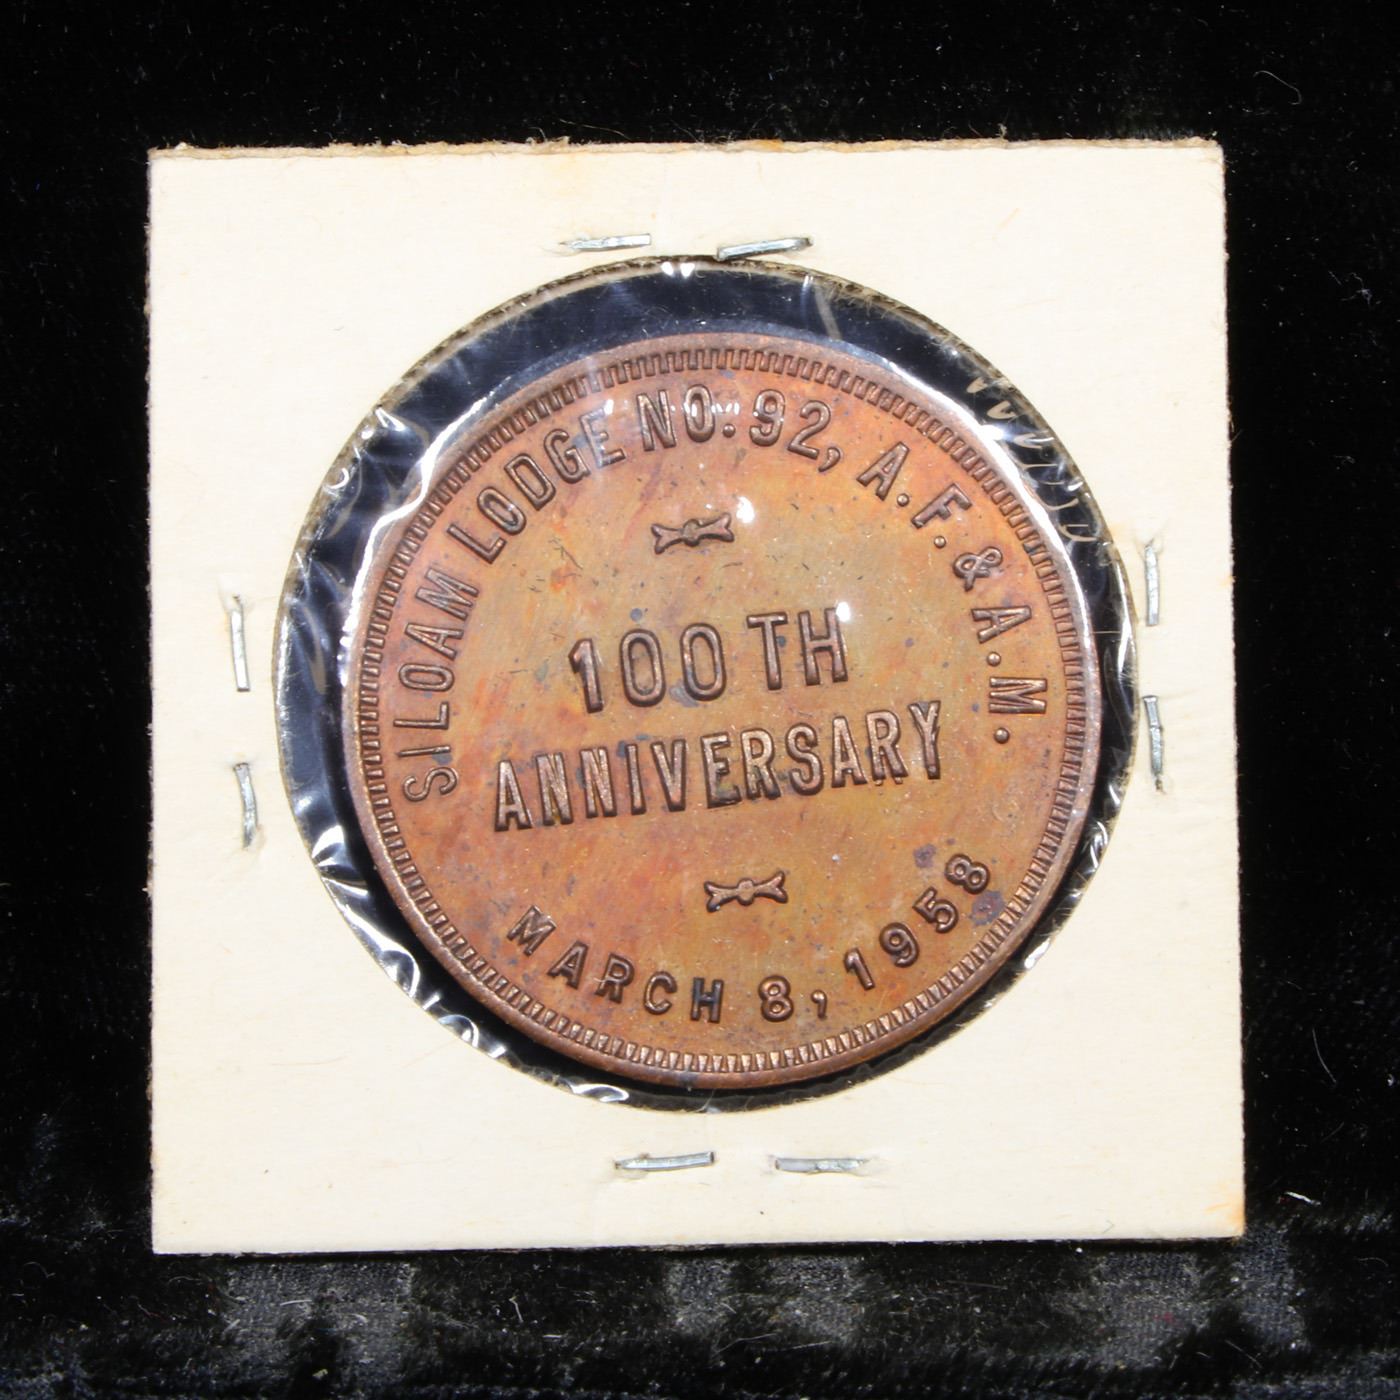 SILOAM LODGE NO. 92, A. F. & A. M.
100TH
ANNIVERSARY
MARCH 8, 1958